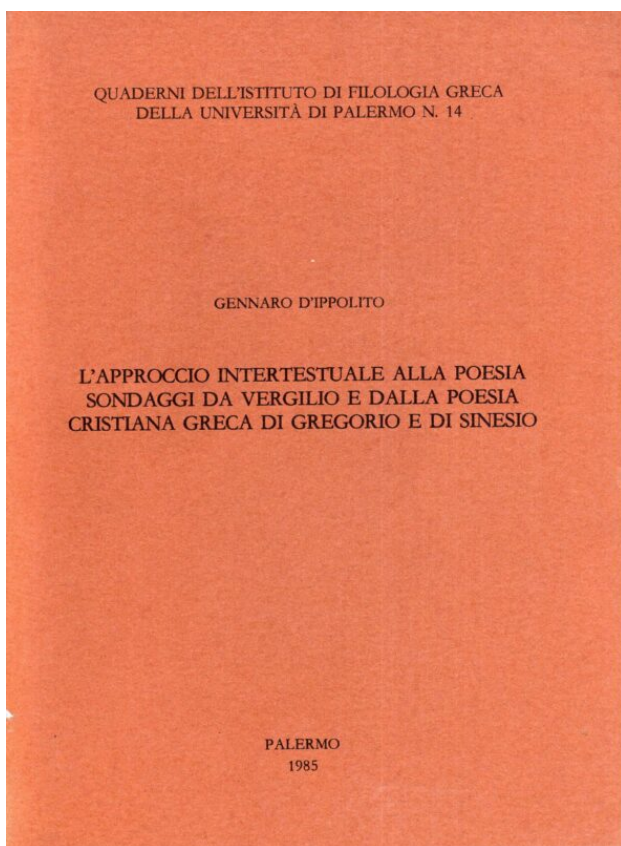 QUADERNI DELL'ISTITUTO DI FILOLOGIA GRECA
DELLA UNIVERSITÀ DI PALERMO N. 14
GENNARO D'IPPOLITO
L'APPROCCIO INTERTESTUALE ALLA POESIA
SONDAGGI DA VERGILIO E DALLA POESIA
CRISTIANA GRECA DI GREGORIO E DI SINESIO
PALERMO
1985